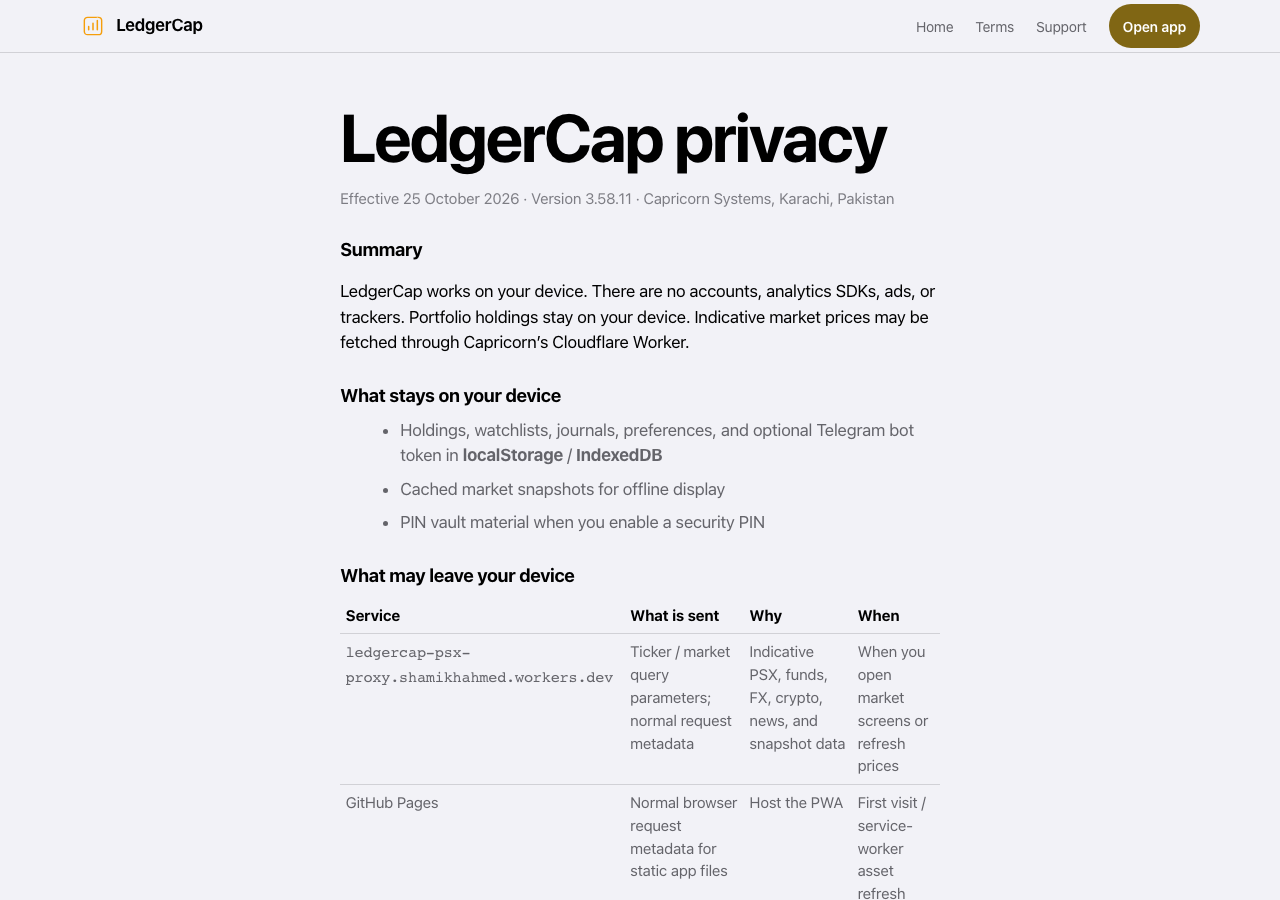 LedgerCap
Home Terms Support Open app
LedgerCap privacy
Effective 25 October 2026 · Version 3.58.11 · Capricorn Systems, Karachi, Pakistan
Summary
LedgerCap works on your device. There are no accounts, analytics SDKs, ads, or
trackers. Portfolio holdings stay on your device. Indicative market prices may be
fetched through Capricorn’s Cloudflare Worker.
What stays on your device
• Holdings, watchlists, journals, preferences, and optional Telegram bot
token in localStorage / IndexedDB
• Cached market snapshots for offline display
• PIN vault material when you enable a security PIN
What may leave your device
Service What is sent Why When
ledgercap-psx-
proxy.shamikhahmed.workers.dev
Ticker / market
query
parameters;
normal request
metadata
Indicative
PSX, funds,
FX, crypto,
news, and
snapshot data
When you
open
market
screens or
refresh
prices
GitHub Pages
Normal browser
request
metadata for
static app files
Host the PWA
First visit /
service-
worker
asset
refresh